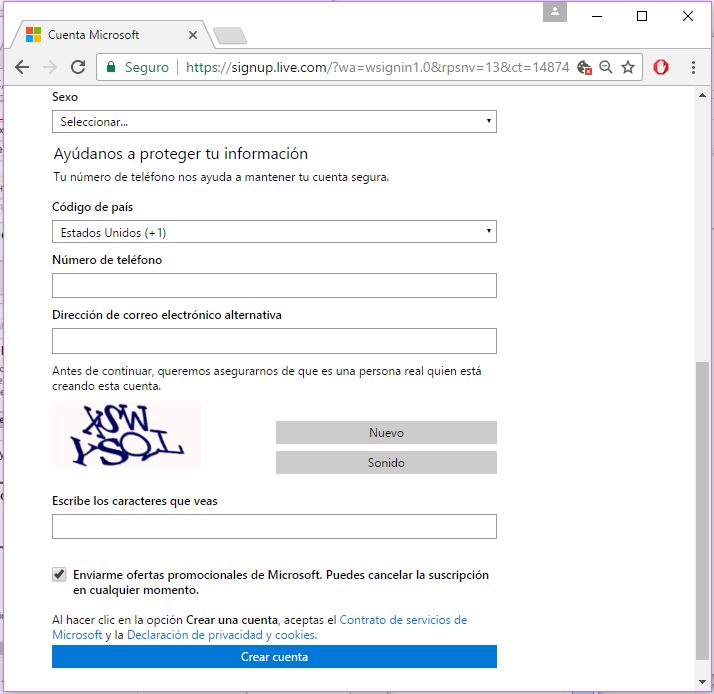 Cuenta Microsoft
Seguro https://signup.live.com/?wa=wsignin1.0&rpsnv=13&ct=14874
Sexo
Seleccionar...
Ayúdanos a proteger tu información
Tu número de teléfono nos ayuda a mantener tu cuenta segura.
Código de país
Estados Unidos (+1)
Número de teléfono
Dirección de correo electrónico alternativa
Antes de continuar, queremos asegurarnos de que es una persona real quien está
creando esta cuenta.
Nuevo
Sonido
Escribe los caracteres que veas
Enviarme ofertas promocionales de Microsoft. Puedes cancelar la suscripción
en cualquier momento.
Al hacer clic en la opción Crear una cuenta, aceptas el Contrato de servicios de
Microsoft y la Declaración de privacidad y cookies.
Crear cuenta